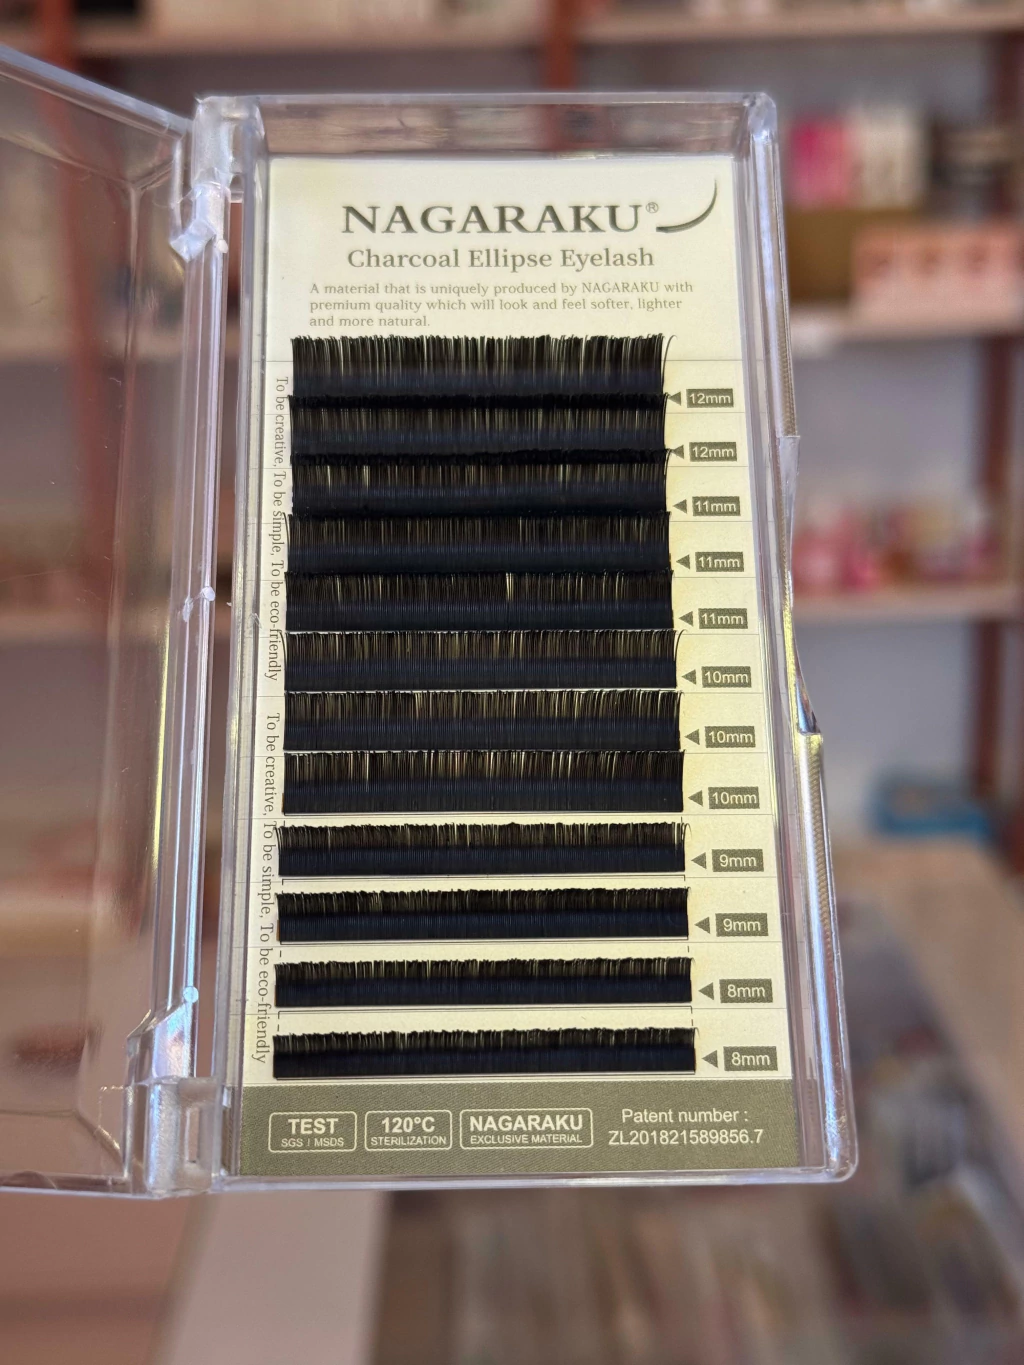 NAGARAKU®
Charcoal Ellipse Eyelash
A material that is uniquely produced by NAGARAKU with
premium quality which will look and feel softer, lighter
and more natural.
To be creative, To be simple, To be eco-friendly
To be creative, To be simple, To be eco-friendly
12mm
12mm
11mm
11mm
11mm
10mm
10mm
10mm
9mm
9mm
8mm
8mm
TEST
SGS / MSDS
120°C
STERILIZATION
NAGARAKU
EXCLUSIVE MATERIAL
Patent number :
ZL201821589856.7